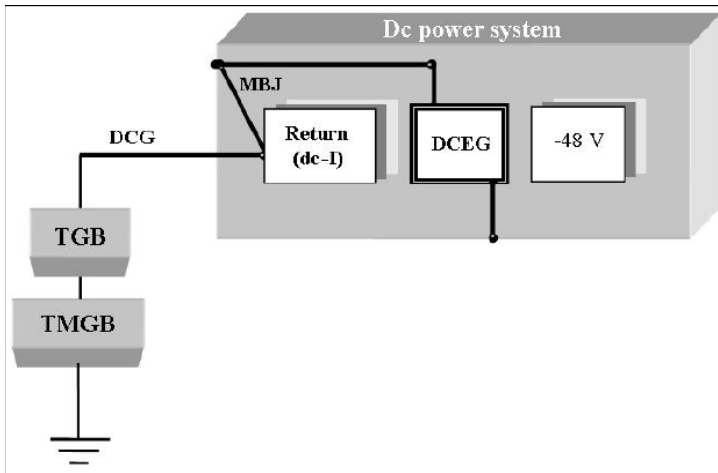 Dc power system
MBJ
DCG
Return
(dc-I)
DCEG
-48 V
TGB
TMGB